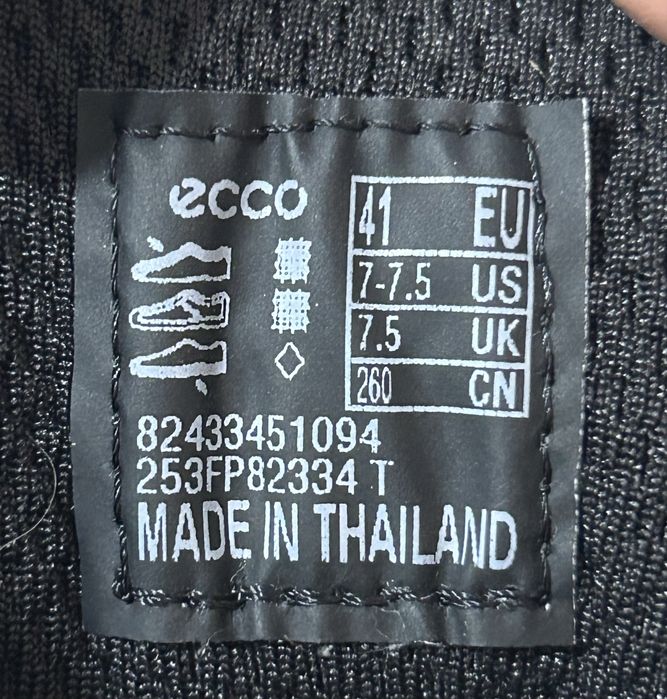 ecco
41 EU
7-7.5 US
7.5 UK
260 CN
82433451094
253FP82334 T
MADE IN THAILAND